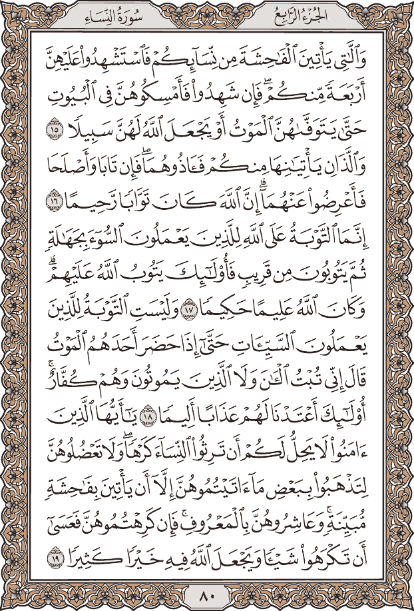 سُورَةُ النِّسَاءِ الجُزْءُ الرَّابِعُ
وَٱلَّٰتِي يَأۡتِينَ ٱلۡفَٰحِشَةَ مِن نِّسَآئِكُمۡ فَٱسۡتَشۡهِدُواْ عَلَيۡهِنَّ
أَرۡبَعَةٗ مِّنكُمۡۖ فَإِن شَهِدُواْ فَأَمۡسِكُوهُنَّ فِي ٱلۡبُيُوتِ
حَتَّىٰ يَتَوَفَّىٰهُنَّ ٱلۡمَوۡتُ أَوۡ يَجۡعَلَ ٱللَّهُ لَهُنَّ سَبِيلٗا ١٥
وَٱلَّذَانِ يَأۡتِيَٰنِهَا مِنكُمۡ فَـَٔاذُوهُمَاۖ فَإِن تَابَا وَأَصۡلَحَا
فَأَعۡرِضُواْ عَنۡهُمَآۗ إِنَّ ٱللَّهَ كَانَ تَوَّابٗا رَّحِيمًا ١٦
إِنَّمَا ٱلتَّوۡبَةُ عَلَى ٱللَّهِ لِلَّذِينَ يَعۡمَلُونَ ٱلسُّوٓءَ بِجَهَٰلَةٖ
ثُمَّ يَتُوبُونَ مِن قَرِيبٖ فَأُوْلَٰٓئِكَ يَتُوبُ ٱللَّهُ عَلَيۡهِمۡۗ
وَكَانَ ٱللَّهُ عَلِيمًا حَكِيمٗا ١٧ وَلَيۡسَتِ ٱلتَّوۡبَةُ لِلَّذِينَ
يَعۡمَلُونَ ٱلسَّيِّـَٔاتِ حَتَّىٰٓ إِذَا حَضَرَ أَحَدَهُمُ ٱلۡمَوۡتُ
قَالَ إِنِّي تُبۡتُ ٱلۡـَٰٔنَ وَلَا ٱلَّذِينَ يَمُوتُونَ وَهُمۡ كُفَّارٌۚ
أُوْلَٰٓئِكَ أَعۡتَدۡنَا لَهُمۡ عَذَابًا أَلِيمٗا ١٨ يَٰٓأَيُّهَا ٱلَّذِينَ
ءَامَنُواْ لَا يَحِلُّ لَكُمۡ أَن تَرِثُواْ ٱلنِّسَآءَ كَرۡهٗاۖ وَلَا تَعۡضُلُوهُنَّ
لِتَذۡهَبُواْ بِبَعۡضِ مَآ ءَاتَيۡتُمُوهُنَّ إِلَّآ أَن يَأۡتِينَ بِفَٰحِشَةٖ
مُّبَيِّنَةٖۚ وَعَاشِرُوهُنَّ بِٱلۡمَعۡرُوفِۚ فَإِن كَرِهۡتُمُوهُنَّ فَعَسَىٰٓ
أَن تَكۡرَهُواْ شَيۡـٔٗا وَيَجۡعَلَ ٱللَّهُ فِيهِ خَيۡرٗا كَثِيرٗا ١٩
٨٠